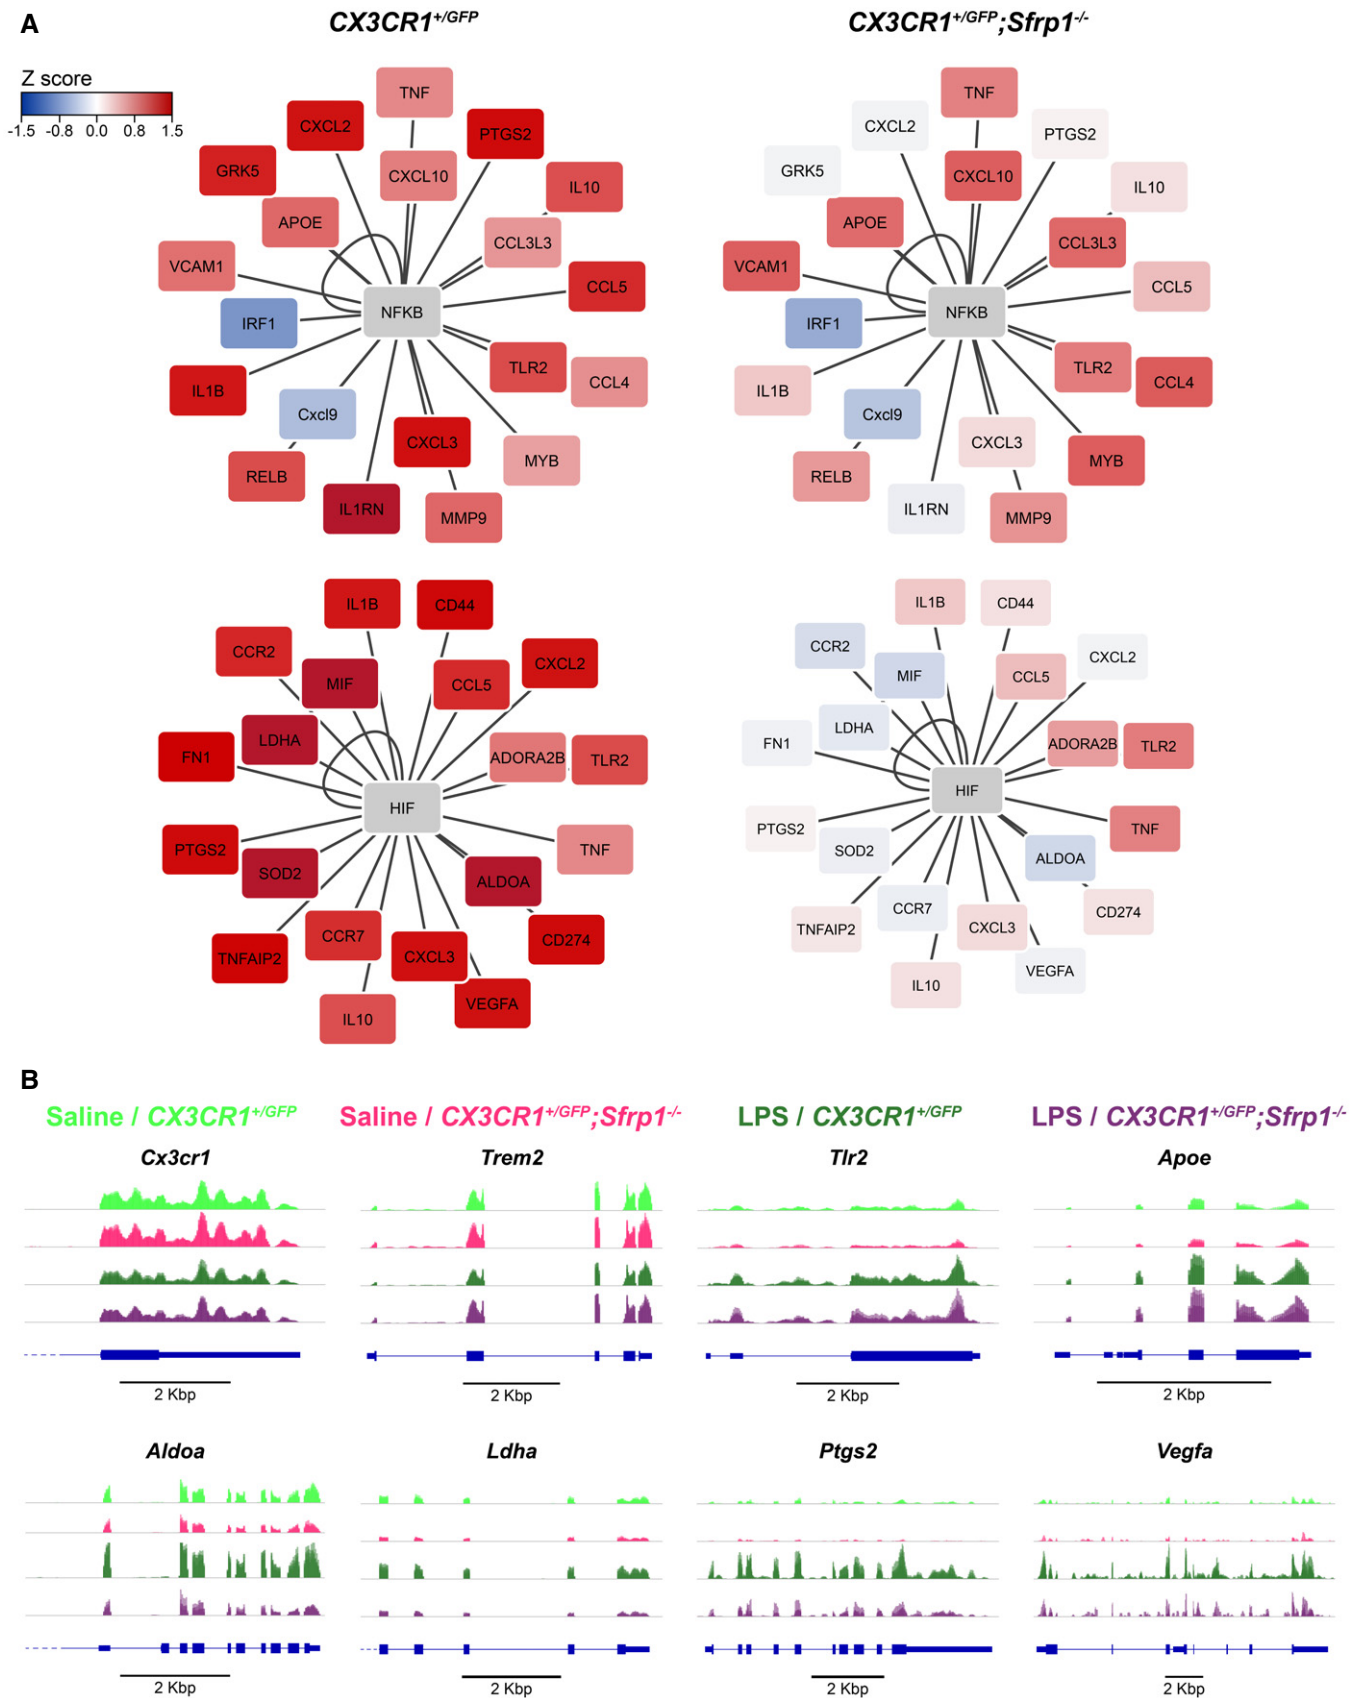 A
CX3CR1+/GFP
CX3CR1+/GFP;Sfrp1-/-
Z score
-1.5 -0.8 0.0 0.8 1.5
TNF
CXCL2
PTGS2
GRK5
CXCL10
IL10
APOE
CCL3L3
VCAM1
CCL5
IRF1
NFKB
TLR2
CCL4
IL1B
Cxcl9
CXCL3
MYB
RELB
IL1RN
MMP9
TNF
CXCL2
PTGS2
GRK5
CXCL10
IL10
APOE
CCL3L3
VCAM1
CCL5
IRF1
NFKB
TLR2
CCL4
IL1B
Cxcl9
CXCL3
MYB
RELB
IL1RN
MMP9
IL1B
CD44
CCR2
MIF
CCL5
CXCL2
LDHA
FN1
ADORA2B
TLR2
HIF
PTGS2
SOD2
TNF
ALDOA
CCR7
TNFAIP2
CXCL3
CD274
IL10
VEGFA
IL1B
CD44
CCR2
MIF
CCL5
CXCL2
LDHA
FN1
ADORA2B
TLR2
HIF
PTGS2
SOD2
TNF
ALDOA
CCR7
TNFAIP2
CXCL3
CD274
IL10
VEGFA
B
Saline / CX3CR1+/GFP
Saline / CX3CR1+/GFP;Sfrp1-/-
LPS / CX3CR1+/GFP
LPS / CX3CR1+/GFP;Sfrp1-/-
Cx3cr1
Trem2
Tlr2
Apoe
2 Kbp
2 Kbp
2 Kbp
2 Kbp
Aldoa
Ldha
Ptgs2
Vegfa
2 Kbp
2 Kbp
2 Kbp
2 Kbp